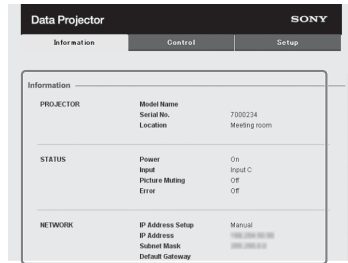 Data Projector SONY
Information Control Setup
Information
PROJECTOR Model Name
Serial No. 7000234
Location Meeting room
STATUS Power On
Input Input C
Picture Muting Off
Error Off
NETWORK IP Address Setup Manual
IP Address
Subnet Mask
Default Gateway